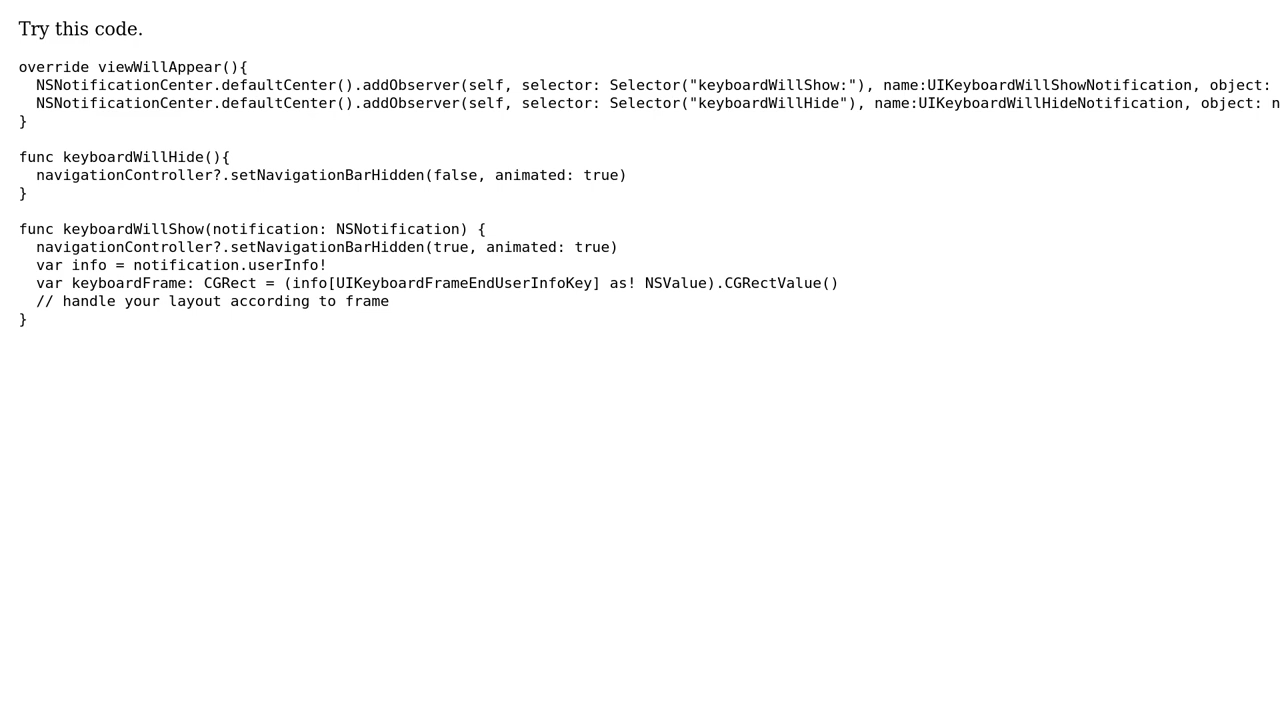 Try this code.
override viewWillAppear(){
  NSNotificationCenter.defaultCenter().addObserver(self, selector: Selector("keyboardWillShow:"), name:UIKeyboardWillShowNotification, object:
  NSNotificationCenter.defaultCenter().addObserver(self, selector: Selector("keyboardWillHide"), name:UIKeyboardWillHideNotification, object: n
}
func keyboardWillHide(){
  navigationController?.setNavigationBarHidden(false, animated: true)
}
func keyboardWillShow(notification: NSNotification) {
  navigationController?.setNavigationBarHidden(true, animated: true)
  var info = notification.userInfo!
  var keyboardFrame: CGRect = (info[UIKeyboardFrameEndUserInfoKey] as! NSValue).CGRectValue()
  // handle your layout according to frame
}